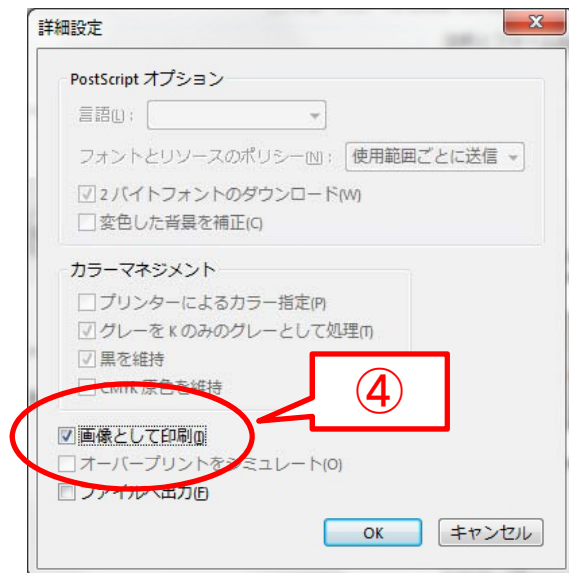 詳細設定
PostScript オプション
言語(L)：
フォントとリソースのポリシー(N)： 使用範囲ごとに送信
2 バイトフォントのダウンロード(W)
変色した背景を補正(C)
カラーマネジメント
プリンターによるカラー指定(P)
グレーを K のみのグレーとして処理(T)
黒を維持
CMYK 原色を維持
④
画像として印刷(I)
オーバープリントをシミュレート(O)
ファイルへ出力(F)
OK キャンセル